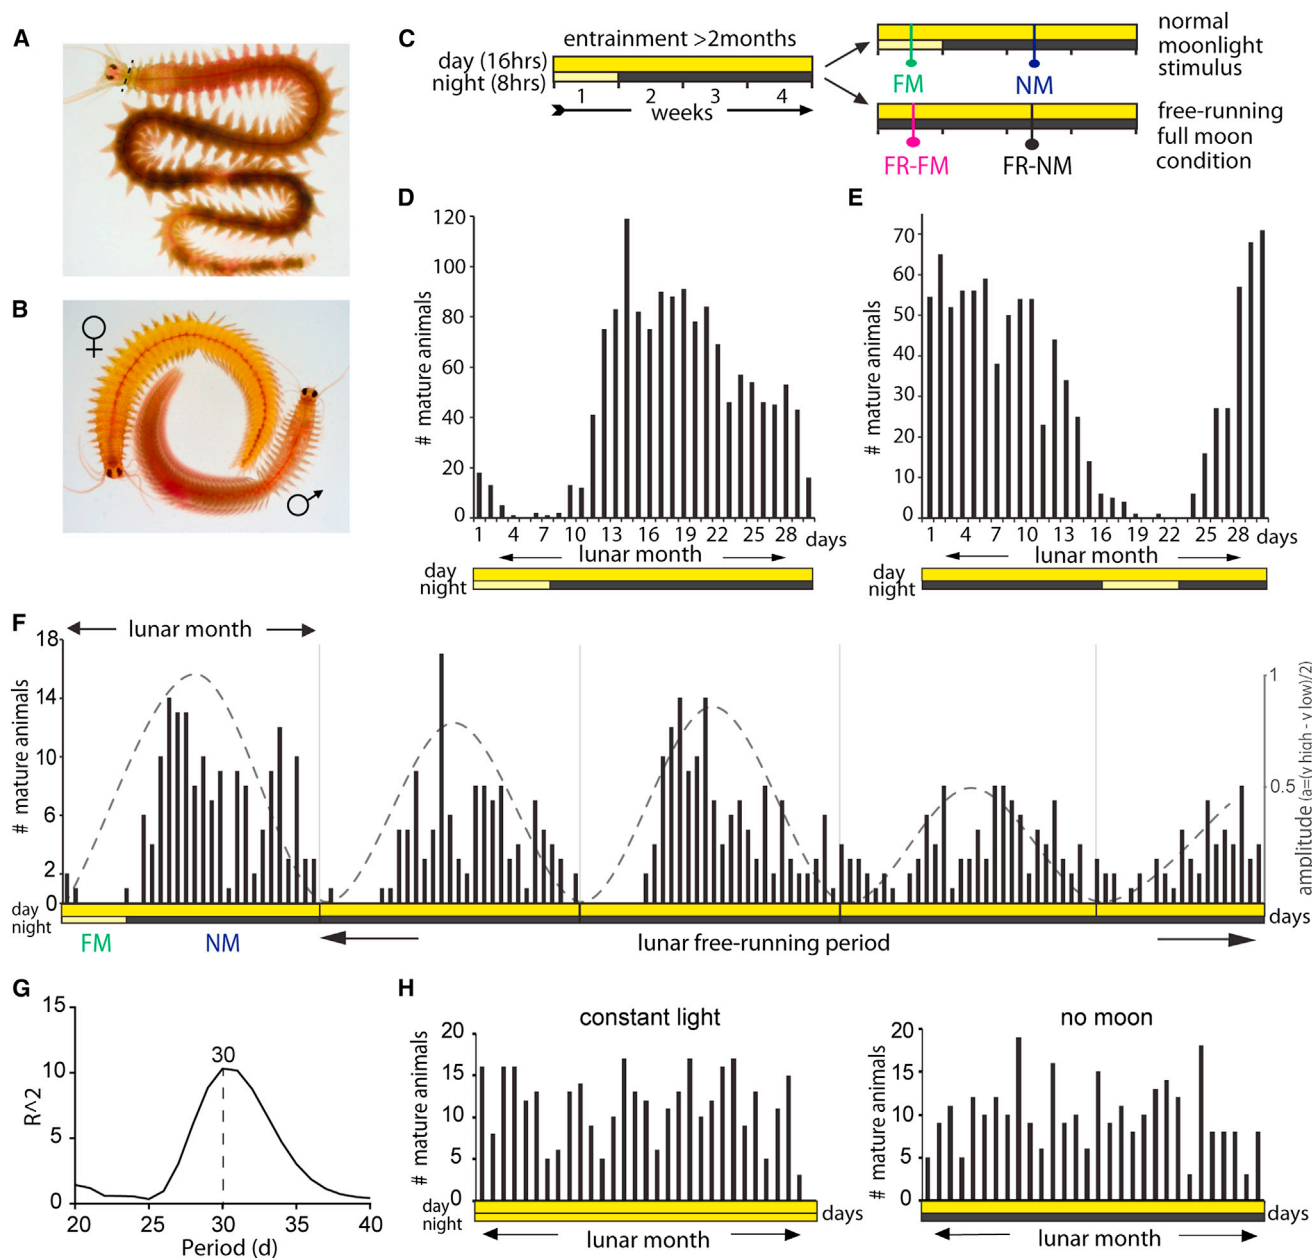 A
B
♀
♂
C
entrainment >2months
day (16hrs)
night (8hrs)
1 2 3 4
weeks
FM NM
normal
moonlight
stimulus
FR-FM FR-NM
free-running
full moon
condition
D
# mature animals
120
100
80
60
40
20
0
1 4 7 10 13 16 19 22 25 28 days
lunar month
day
night
E
# mature animals
70
60
50
40
30
20
10
0
1 4 7 10 13 16 19 22 25 28 days
lunar month
day
night
F
lunar month
# mature animals
18
14
10
6
2
0
1
0.5
amplitude (a=(y high - y low)/2)
day
night
days
FM NM
lunar free-running period
G
R^2
15
10
5
0
30
20 25 30 35 40
Period (d)
H
constant light
# mature animals
20
15
10
5
0
day
night
days
lunar month
no moon
# mature animals
20
15
10
5
0
days
lunar month